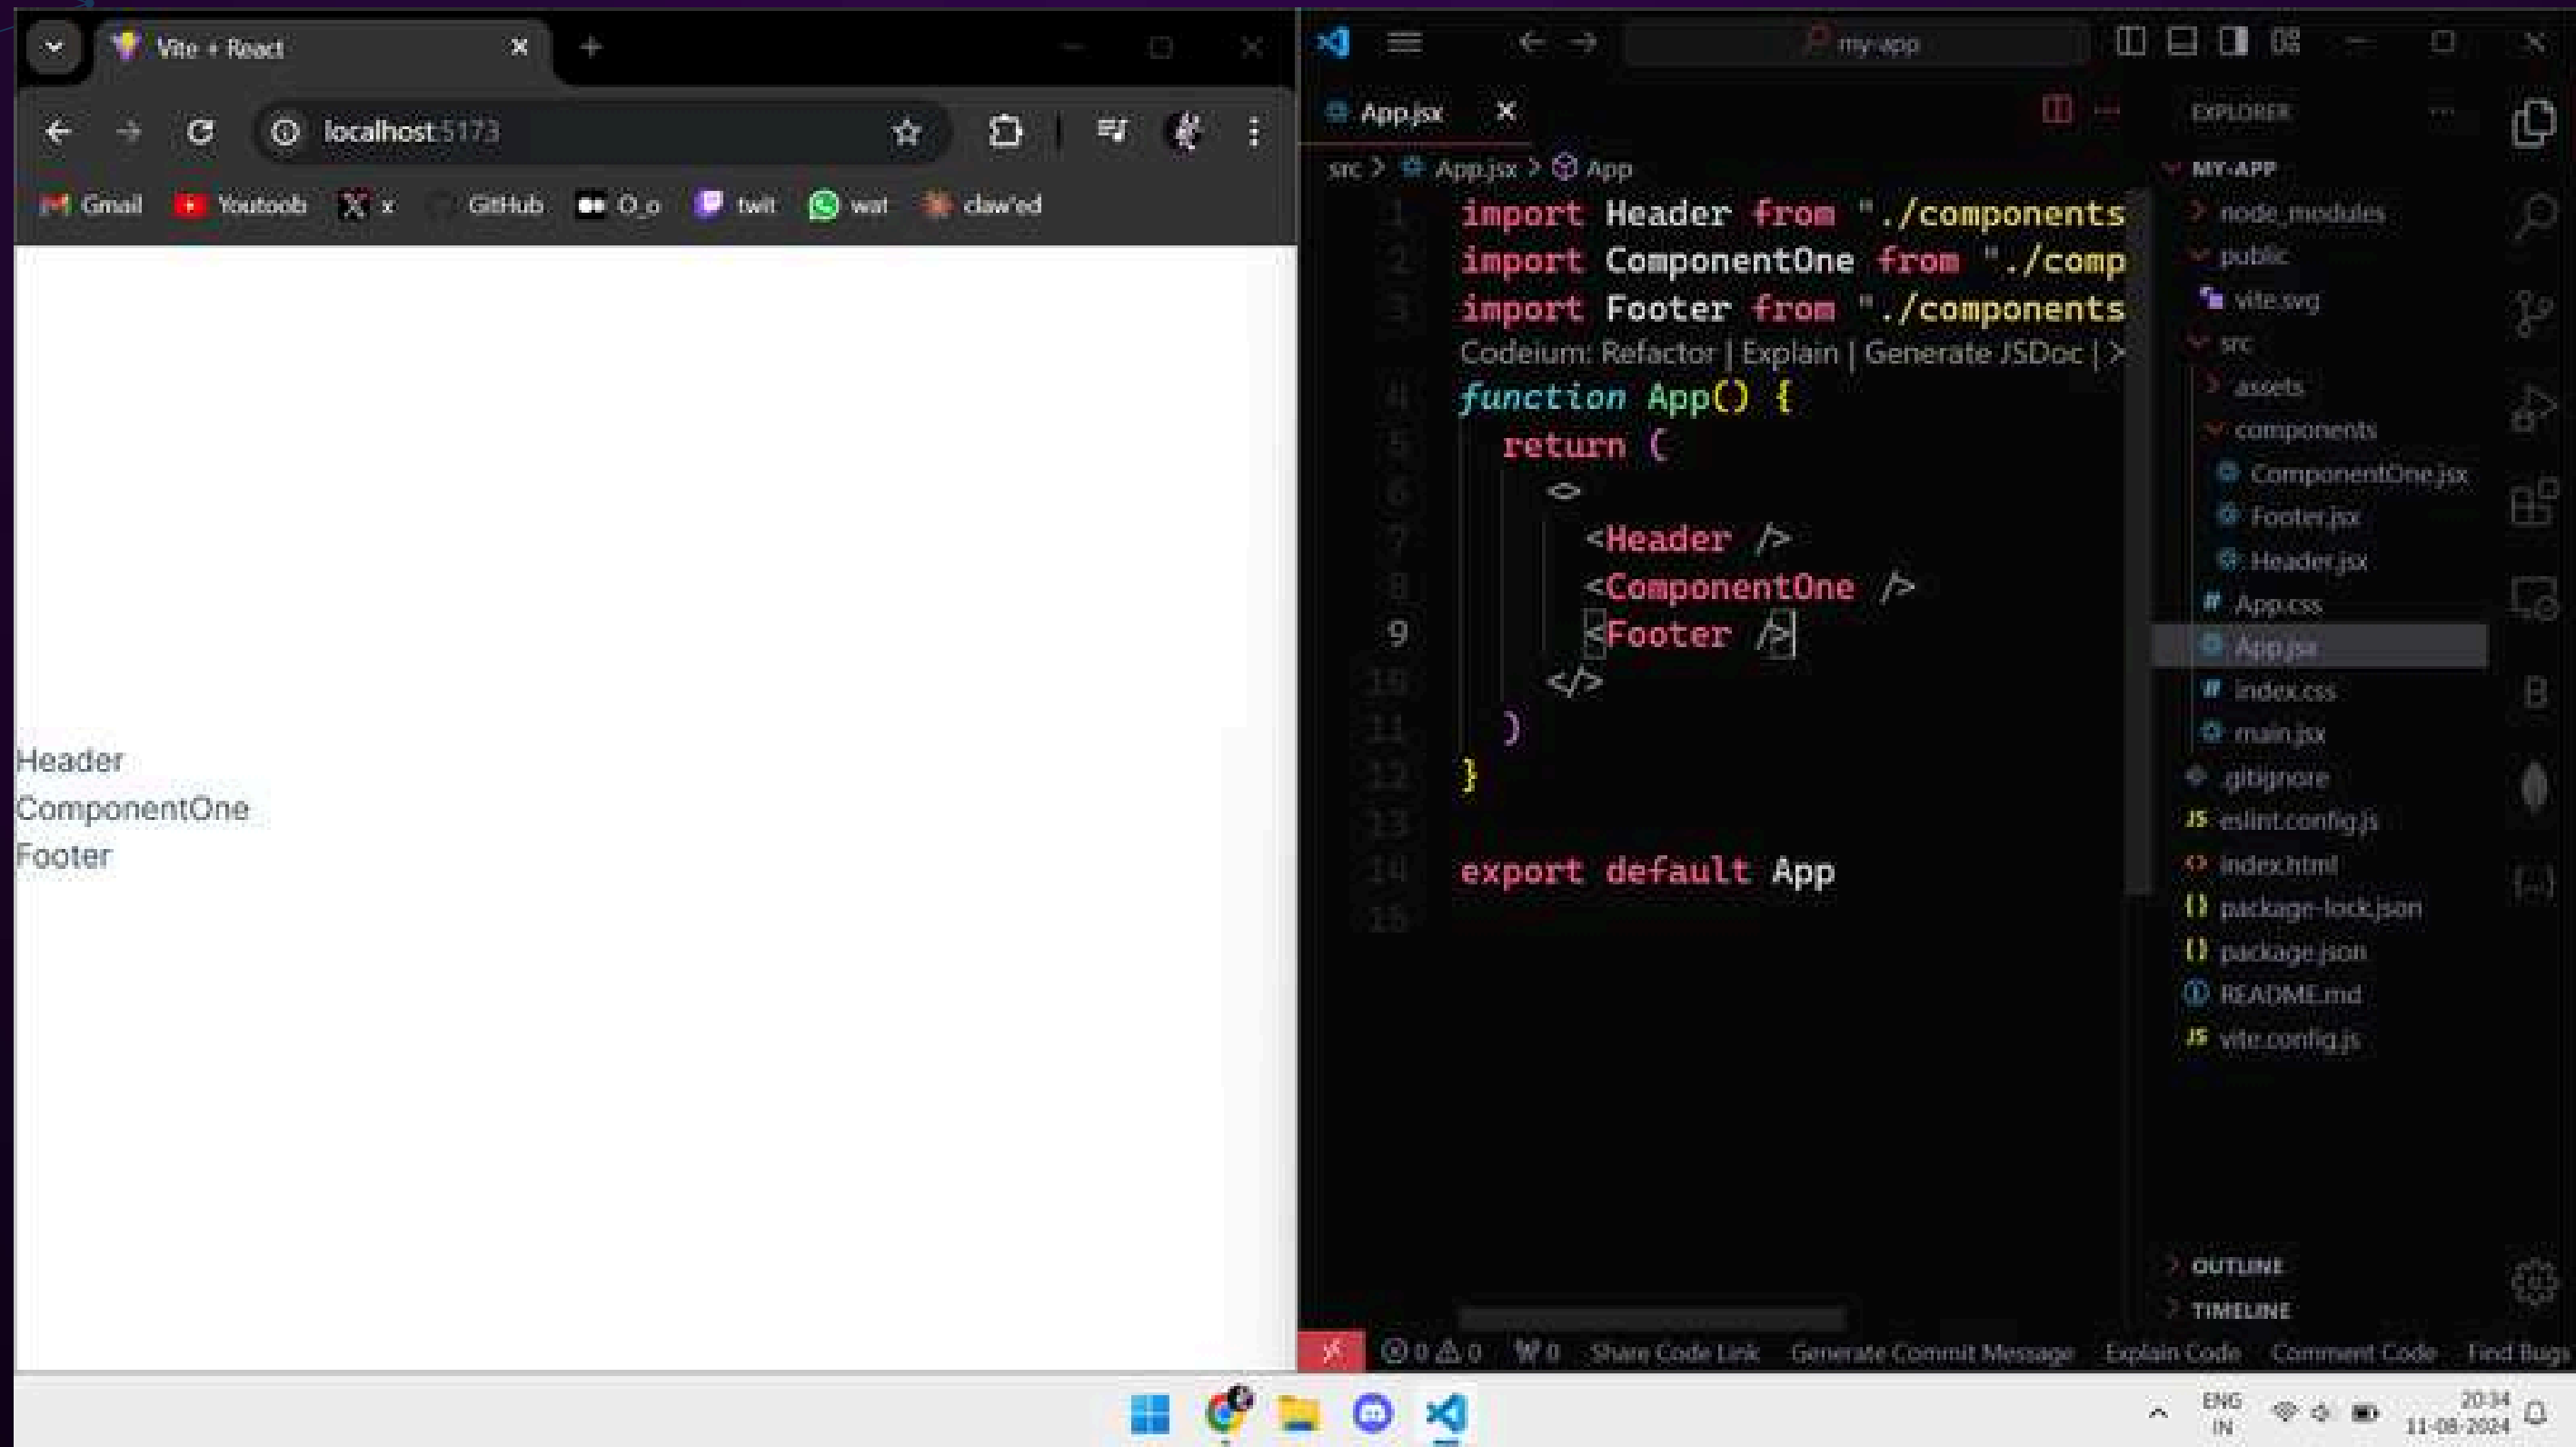 Vite + React
localhost:5173
Gmail Youtoob x GitHub O_o twit wat claw'ed
Header
ComponentOne
Footer
my-app
App.jsx
src > App.jsx > App
1 import Header from "./components
2 import ComponentOne from "./comp
3 import Footer from "./components
Codeium: Refactor | Explain | Generate JSDoc |
4 function App() {
5 return (
6 <>
7 <Header />
8 <ComponentOne />
9 <Footer />
10 </>
11 )
12 }
13
14 export default App
15
EXPLORER
MY-APP
node_modules
public
vite.svg
src
assets
components
ComponentOne.jsx
Footer.jsx
Header.jsx
App.css
App.jsx
index.css
main.jsx
.gitignore
eslint.config.js
index.html
package-lock.json
package.json
README.md
vite.config.js
OUTLINE
TIMELINE
0 0 0 Share Code Link Generate Commit Message Explain Code Comment Code Find Bugs
ENG
IN
20:34
11-08-2024